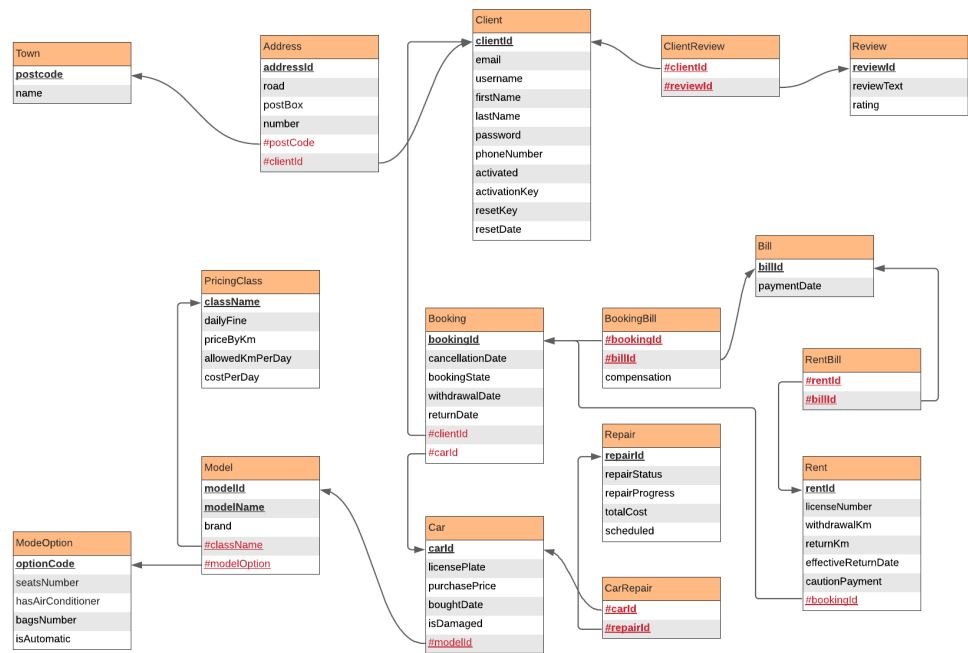 Town
postcode
name
Address
addressId
road
postBox
number
#postCode
#clientId
Client
clientId
email
username
firstName
lastName
password
phoneNumber
activated
activationKey
resetKey
resetDate
ClientReview
#clientId
#reviewId
Review
reviewId
reviewText
rating
PricingClass
className
dailyFine
priceByKm
allowedKmPerDay
costPerDay
Booking
bookingId
cancellationDate
bookingState
withdrawalDate
returnDate
#clientId
#carId
BookingBill
#bookingId
#billId
compensation
Bill
billId
paymentDate
RentBill
#rentId
#billId
Repair
repairId
repairStatus
repairProgress
totalCost
scheduled
Rent
rentId
licenseNumber
withdrawalKm
returnKm
effectiveReturnDate
cautionPayment
#bookingId
Model
modelId
modelName
brand
#className
#modelOption
ModeOption
optionCode
seatsNumber
hasAirConditioner
bagsNumber
isAutomatic
Car
carId
licensePlate
purchasePrice
boughtDate
isDamaged
#modelId
CarRepair
#carId
#repairId